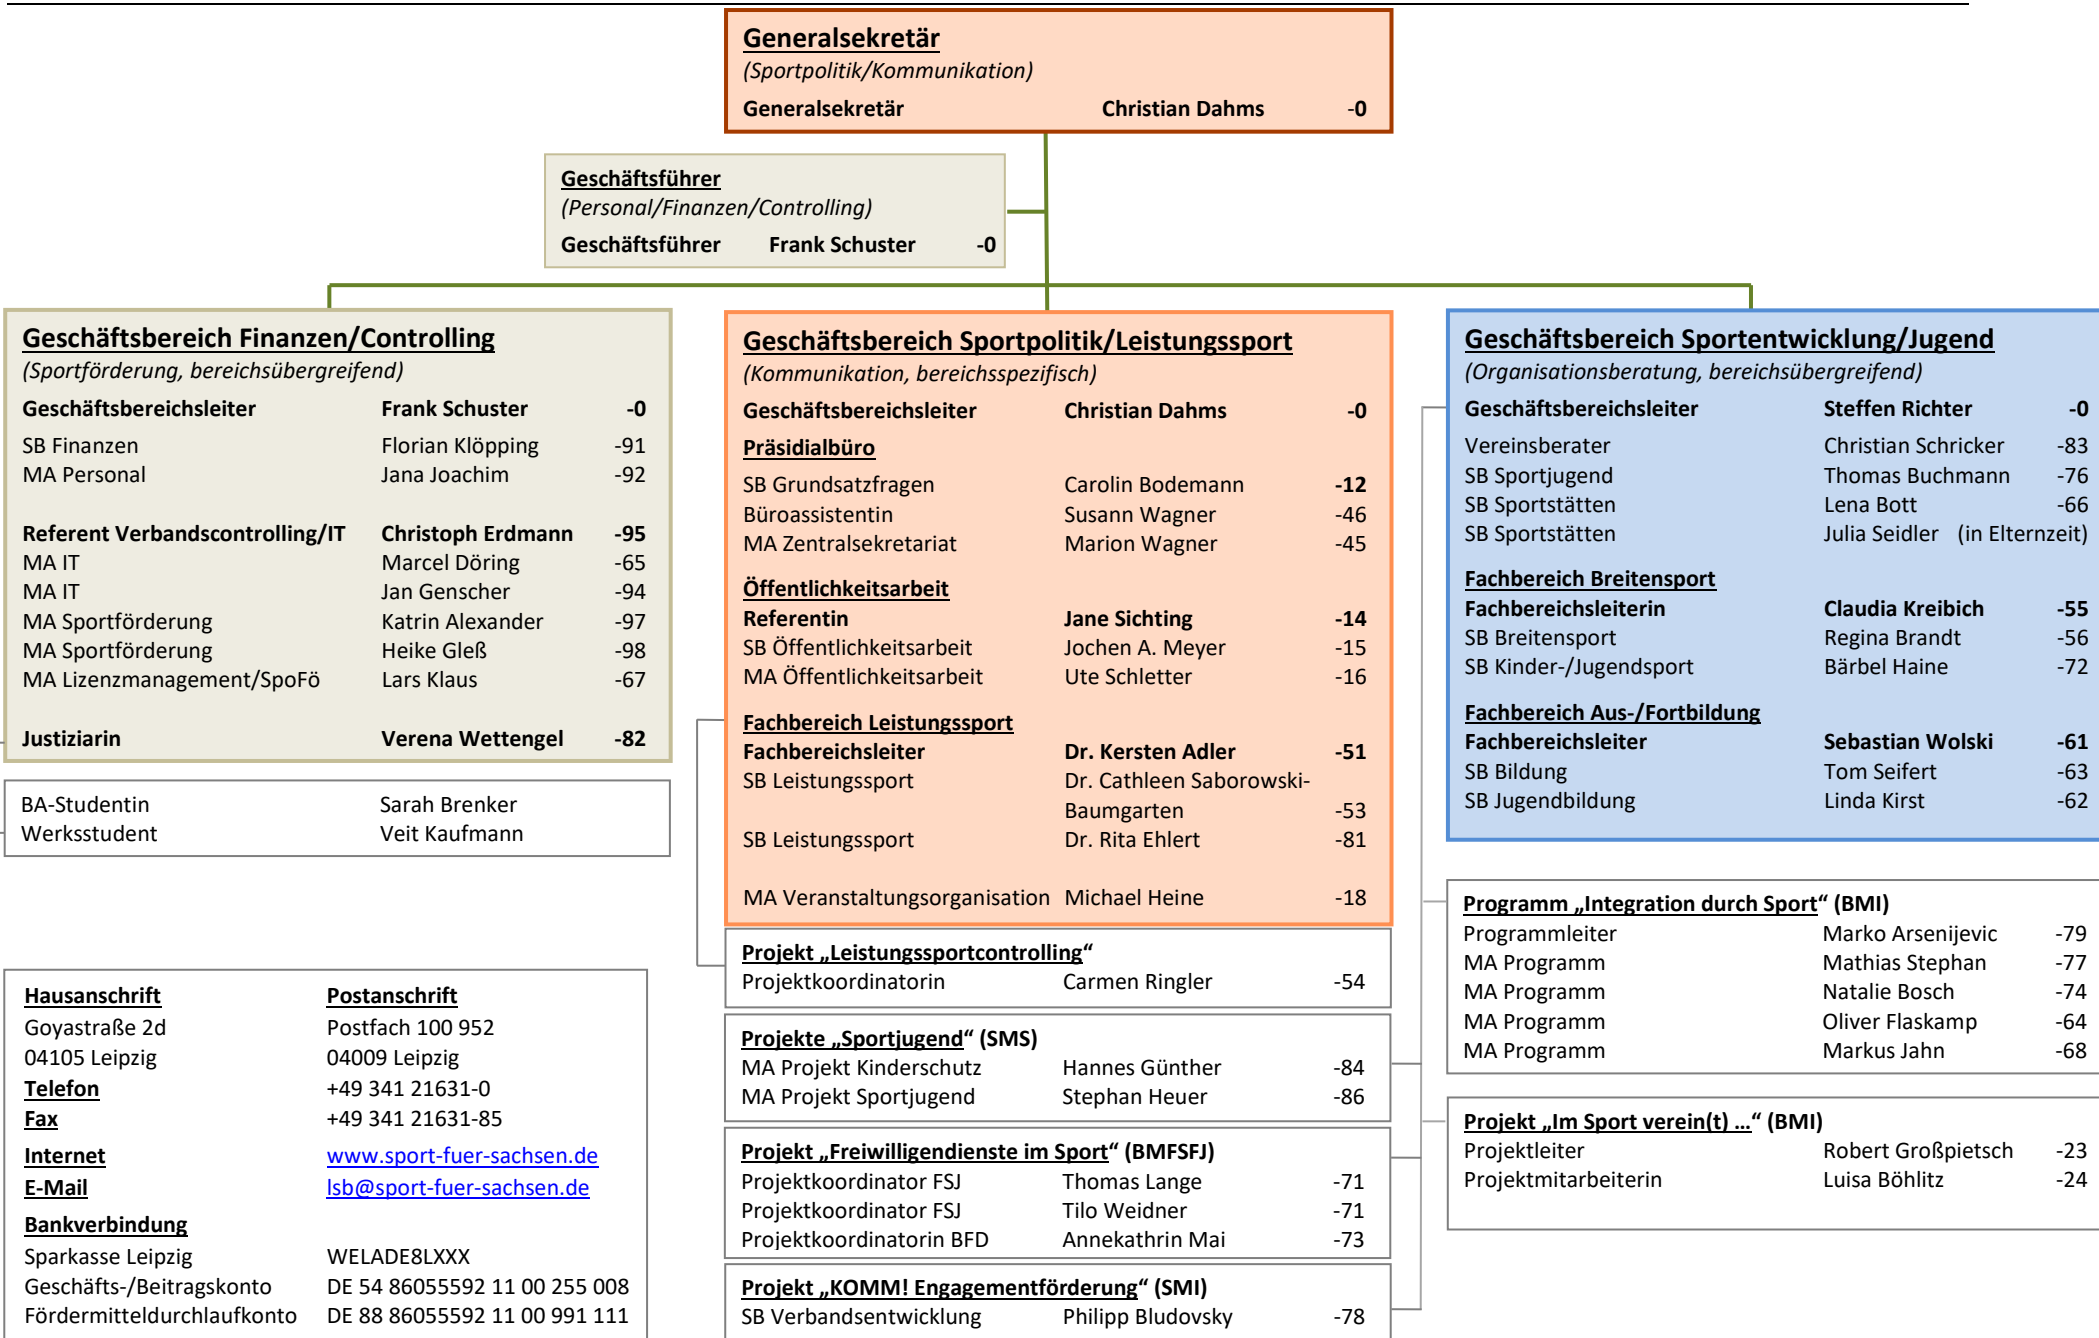 Generalsekretär
(Sportpolitik/Kommunikation)
Generalsekretär Christian Dahms -0
Geschäftsführer
(Personal/Finanzen/Controlling)
Geschäftsführer Frank Schuster -0
Geschäftsbereich Finanzen/Controlling
(Sportförderung, bereichsübergreifend)
Geschäftsbereichsleiter Frank Schuster -0
SB Finanzen Florian Klöpping -91
MA Personal Jana Joachim -92
Referent Verbandscontrolling/IT Christoph Erdmann -95
MA IT Marcel Döring -65
MA IT Jan Genscher -94
MA Sportförderung Katrin Alexander -97
MA Sportförderung Heike Gleß -98
MA Lizenzmanagement/SpoFö Lars Klaus -67
Justiziarin Verena Wettengel -82
BA-Studentin Sarah Brenker
Werksstudent Veit Kaufmann
Hausanschrift Postanschrift
Goyastraße 2d Postfach 100 952
04105 Leipzig 04009 Leipzig
Telefon +49 341 21631-0
Fax +49 341 21631-85
Internet www.sport-fuer-sachsen.de
E-Mail lsb@sport-fuer-sachsen.de
Bankverbindung
Sparkasse Leipzig WELADE8LXXX
Geschäfts-/Beitragskonto DE 54 86055592 11 00 255 008
Fördermitteldurchlaufkonto DE 88 86055592 11 00 991 111
Geschäftsbereich Sportpolitik/Leistungssport
(Kommunikation, bereichsspezifisch)
Geschäftsbereichsleiter Christian Dahms -0
Präsidialbüro
SB Grundsatzfragen Carolin Bodemann -12
Büroassistentin Susann Wagner -46
MA Zentralsekretariat Marion Wagner -45
Öffentlichkeitsarbeit
Referentin Jane Sichting -14
SB Öffentlichkeitsarbeit Jochen A. Meyer -15
MA Öffentlichkeitsarbeit Ute Schletter -16
Fachbereich Leistungssport
Fachbereichsleiter Dr. Kersten Adler -51
SB Leistungssport Dr. Cathleen Saborowski-
Baumgarten -53
SB Leistungssport Dr. Rita Ehlert -81
MA Veranstaltungsorganisation Michael Heine -18
Projekt „Leistungssportcontrolling“
Projektkoordinatorin Carmen Ringler -54
Projekte „Sportjugend“ (SMS)
MA Projekt Kinderschutz Hannes Günther -84
MA Projekt Sportjugend Stephan Heuer -86
Projekt „Freiwilligendienste im Sport“ (BMFSFJ)
Projektkoordinator FSJ Thomas Lange -71
Projektkoordinator FSJ Tilo Weidner -71
Projektkoordinatorin BFD Annekathrin Mai -73
Projekt „KOMM! Engagementförderung“ (SMI)
SB Verbandsentwicklung Philipp Bludovsky -78
Geschäftsbereich Sportentwicklung/Jugend
(Organisationsberatung, bereichsübergreifend)
Geschäftsbereichsleiter Steffen Richter -0
Vereinsberater Christian Schricker -83
SB Sportjugend Thomas Buchmann -76
SB Sportstätten Lena Bott -66
SB Sportstätten Julia Seidler (in Elternzeit)
Fachbereich Breitensport
Fachbereichsleiterin Claudia Kreibich -55
SB Breitensport Regina Brandt -56
SB Kinder-/Jugendsport Bärbel Haine -72
Fachbereich Aus-/Fortbildung
Fachbereichsleiter Sebastian Wolski -61
SB Bildung Tom Seifert -63
SB Jugendbildung Linda Kirst -62
Programm „Integration durch Sport“ (BMI)
Programmleiter Marko Arsenijevic -79
MA Programm Mathias Stephan -77
MA Programm Natalie Bosch -74
MA Programm Oliver Flaskamp -64
MA Programm Markus Jahn -68
Projekt „Im Sport verein(t) …“ (BMI)
Projektleiter Robert Großpietsch -23
Projektmitarbeiterin Luisa Böhlitz -24